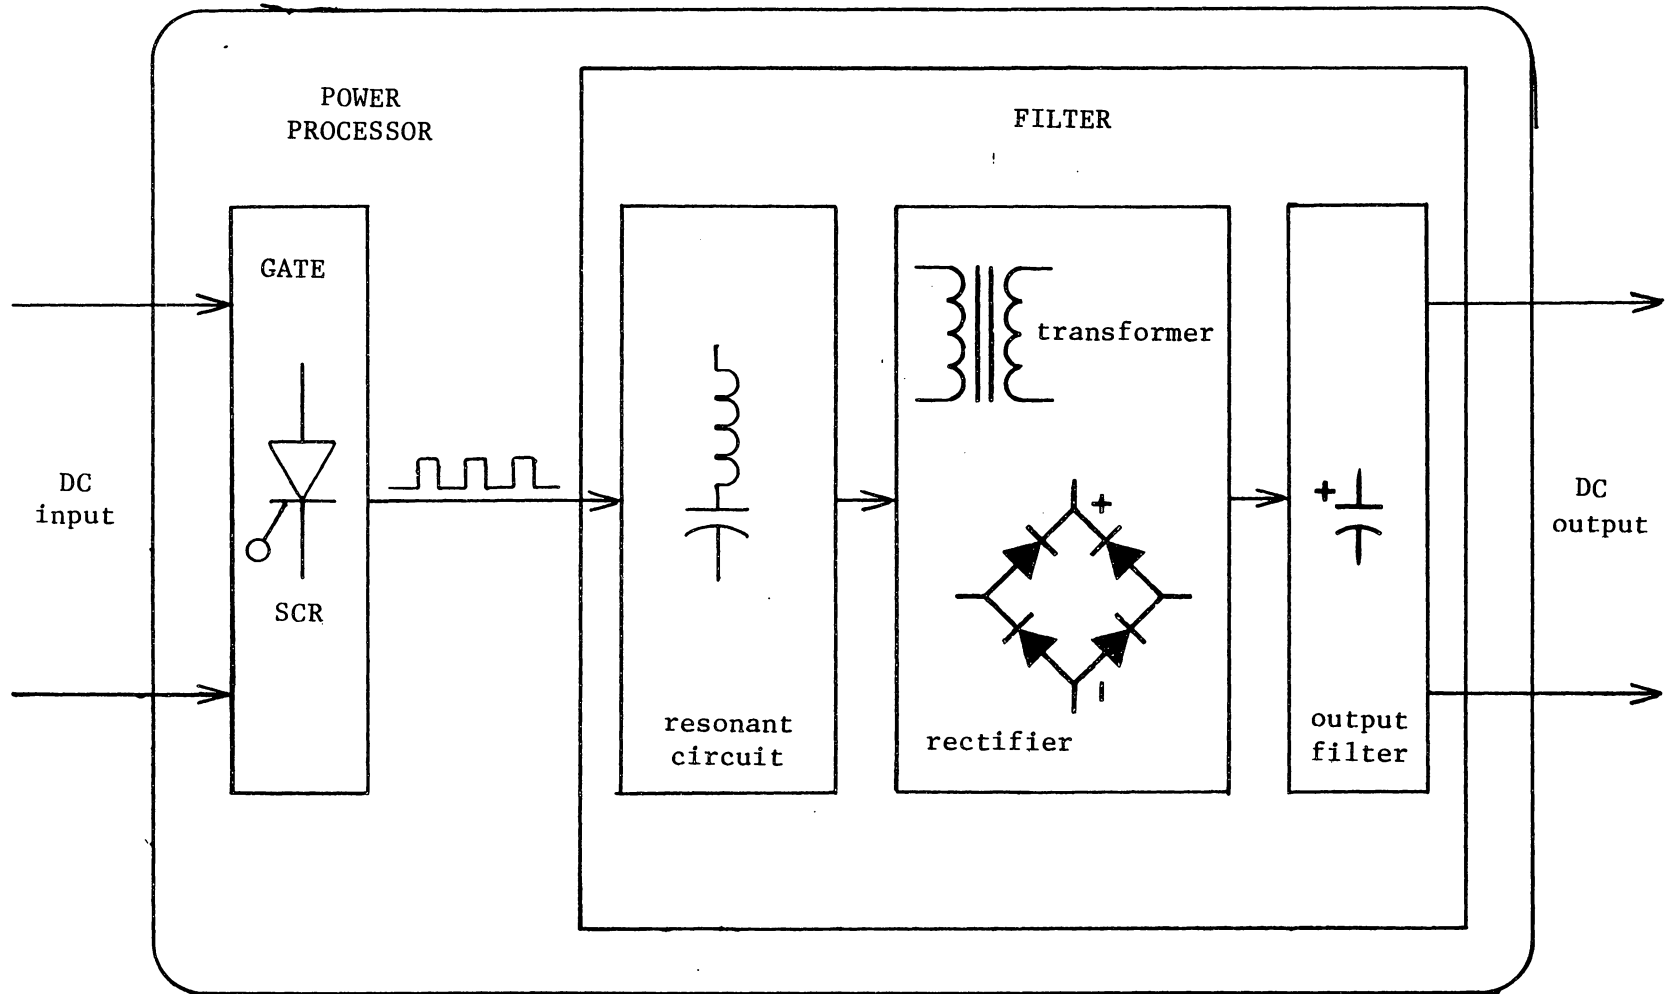 POWER
PROCESSOR
FILTER
GATE
transformer
DC
input
+
+
DC
output
SCR
-
resonant
circuit
rectifier
output
filter